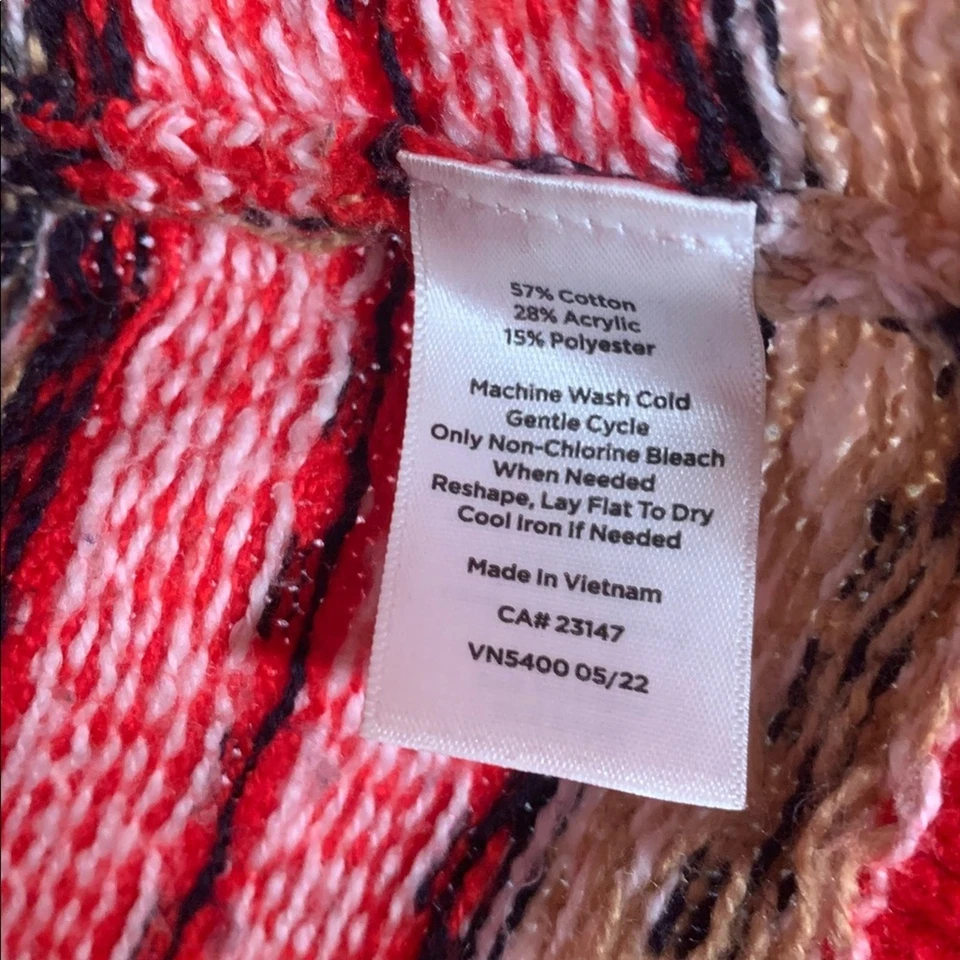 57% Cotton
28% Acrylic
15% Polyester
Machine Wash Cold
Gentle Cycle
Only Non-Chlorine Bleach
When Needed
Reshape, Lay Flat To Dry
Cool Iron If Needed
Made In Vietnam
CA# 23147
VN5400 05/22